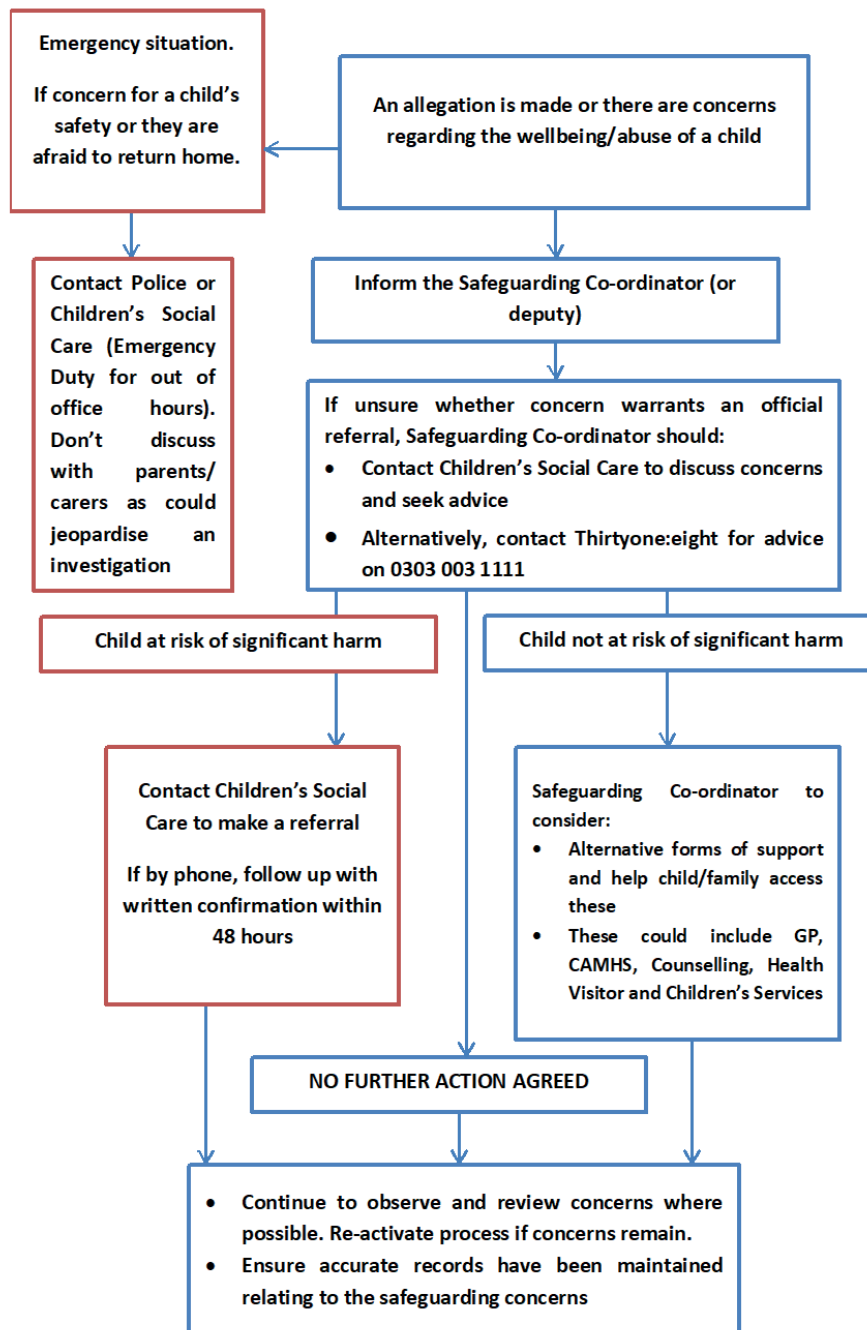 Emergency situation.
If concern for a child's
safety or they are
afraid to return home.
An allegation is made or there are concerns
regarding the wellbeing/abuse of a child
Contact Police or
Children's Social
Care (Emergency
Duty for out of
office hours).
Don't discuss
with parents/
carers as could
jeopardise an
investigation
Inform the Safeguarding Co-ordinator (or
deputy)
If unsure whether concern warrants an official
referral, Safeguarding Co-ordinator should:
• Contact Children's Social Care to discuss concerns
and seek advice
• Alternatively, contact Thirtyone:eight for advice
on 0303 003 1111
Child at risk of significant harm
Child not at risk of significant harm
Contact Children's Social
Care to make a referral
If by phone, follow up with
written confirmation within
48 hours
Safeguarding Co-ordinator to
consider:
• Alternative forms of support
and help child/family access
these
• These could include GP,
CAMHS, Counselling, Health
Visitor and Children's Services
NO FURTHER ACTION AGREED
• Continue to observe and review concerns where
possible. Re-activate process if concerns remain.
• Ensure accurate records have been maintained
relating to the safeguarding concerns